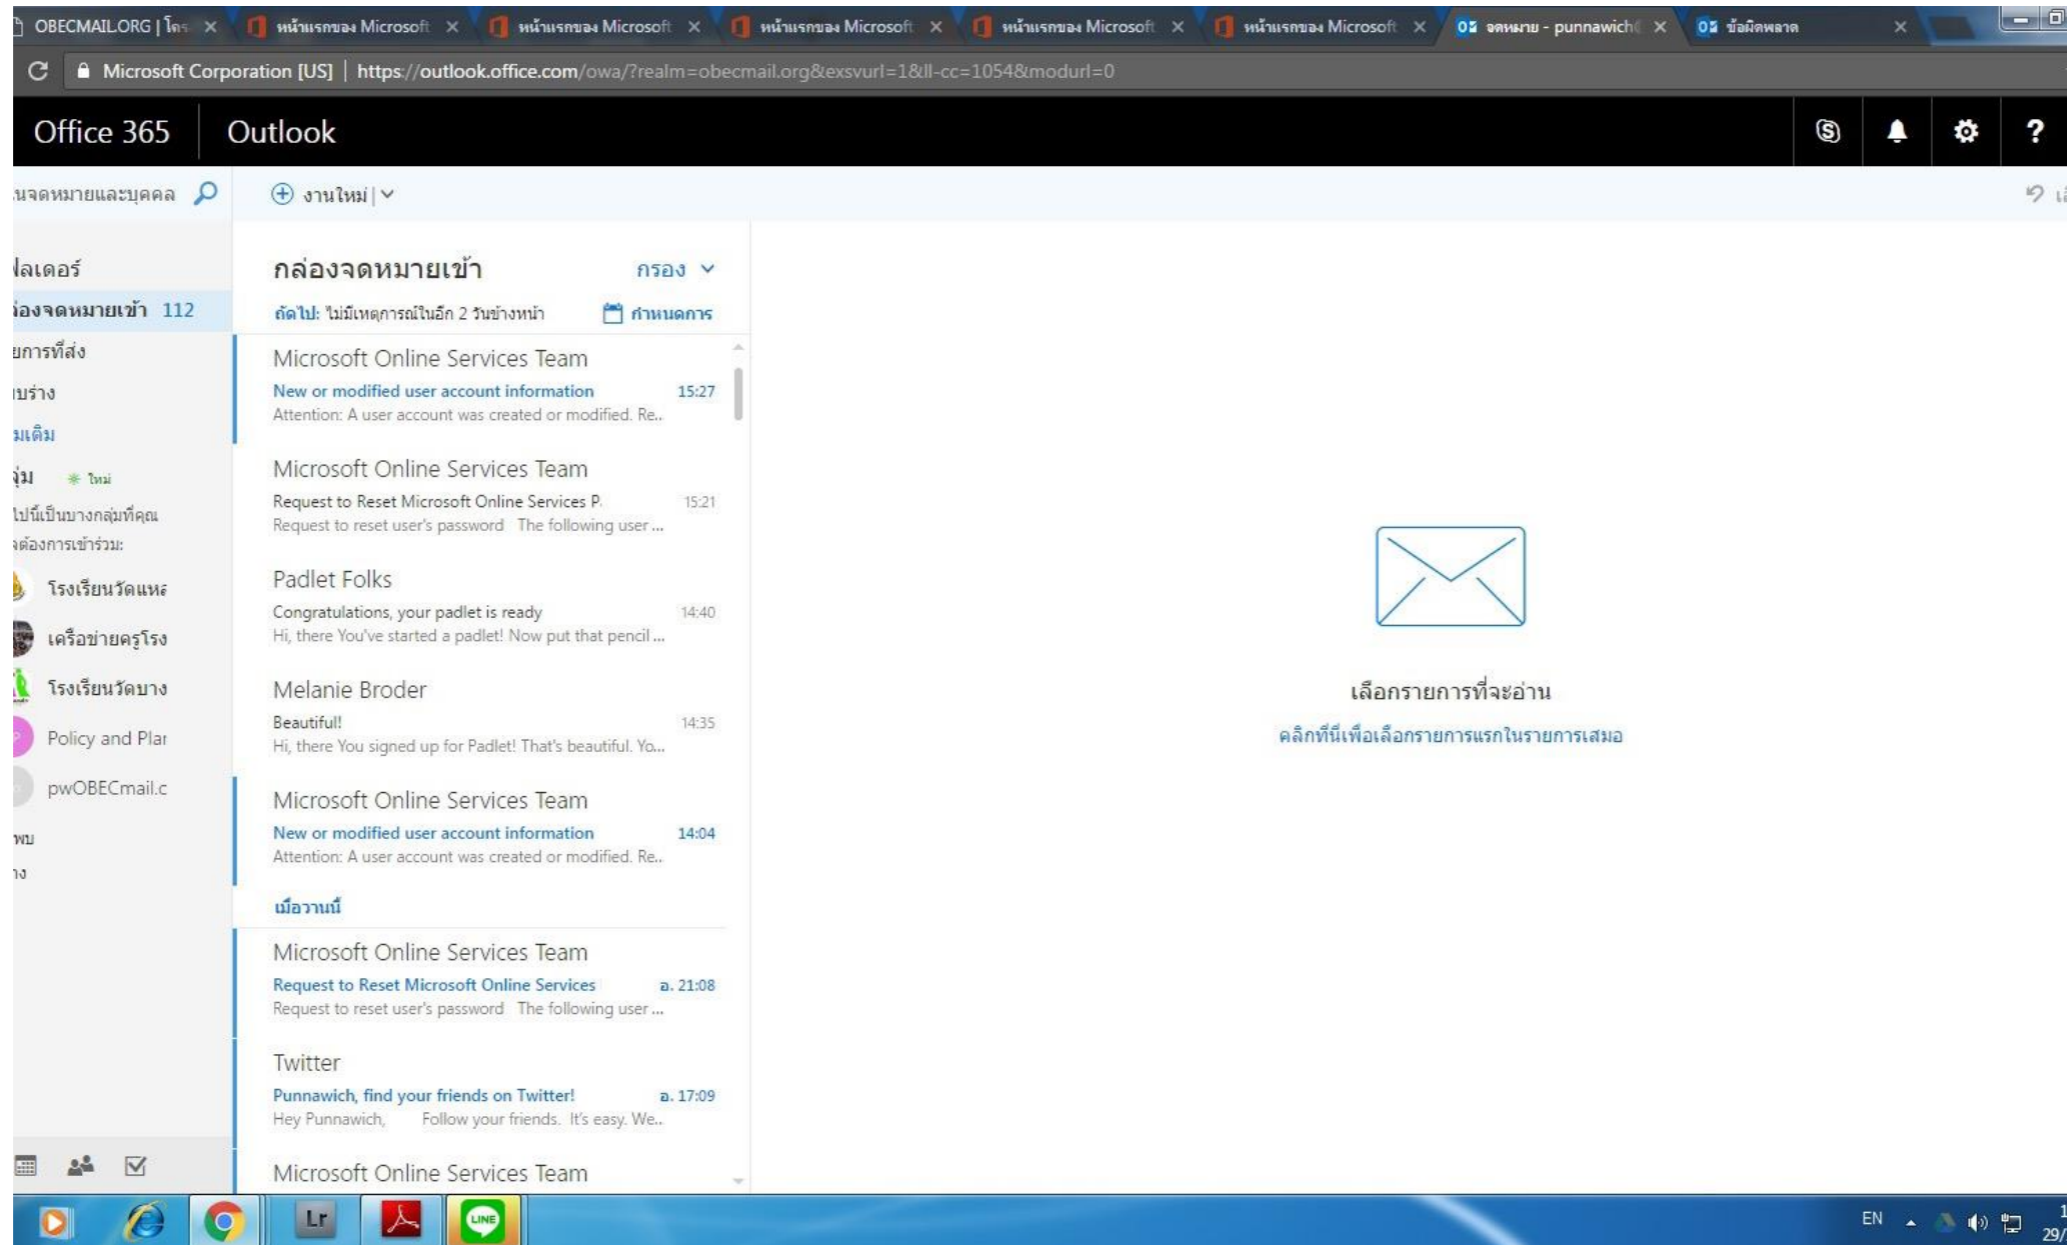 OBECMAIL.ORG | โคร
หน้าแรกของ Microsoft
หน้าแรกของ Microsoft
หน้าแรกของ Microsoft
หน้าแรกของ Microsoft
หน้าแรกของ Microsoft
จดหมาย - punnawich
ข้อผิดพลาด
Microsoft Corporation [US] | https://outlook.office.com/owa/?realm=obecmail.org&exsvurl=1&ll-cc=1054&modurl=0
Office 365
Outlook
?
นจดหมายและบุคคล
งานใหม่ |
ฟลเดอร์
ล่องจดหมายเข้า 112
ยการที่ส่ง
บบร่าง
มเติม
ลุ่ม ใหม่
ไปนี้เป็นบางกลุ่มที่คุณ
จต้องการเข้าร่วม:
โรงเรียนวัดแหล
เครือข่ายครูโรง
โรงเรียนวัดบาง
Policy and Plan
pwOBECmail.c
พบ
าง
กล่องจดหมายเข้า กรอง
ถัดไป: ไม่มีเหตุการณ์ในอีก 2 วันข้างหน้า กำหนดการ
Microsoft Online Services Team
New or modified user account information 15:27
Attention: A user account was created or modified. Re..
Microsoft Online Services Team
Request to Reset Microsoft Online Services P. 15:21
Request to reset user's password The following user ...
Padlet Folks
Congratulations, your padlet is ready 14:40
Hi, there You've started a padlet! Now put that pencil ...
Melanie Broder
Beautiful! 14:35
Hi, there You signed up for Padlet! That's beautiful. Yo...
Microsoft Online Services Team
New or modified user account information 14:04
Attention: A user account was created or modified. Re..
เมื่อวานนี้
Microsoft Online Services Team
Request to Reset Microsoft Online Services อ. 21:08
Request to reset user's password The following user ...
Twitter
Punnawich, find your friends on Twitter! อ. 17:09
Hey Punnawich, Follow your friends. It's easy. We..
Microsoft Online Services Team
เลือกรายการที่จะอ่าน
คลิกที่นี่เพื่อเลือกรายการแรกในรายการเสมอ
Lr
LINE
EN
29/